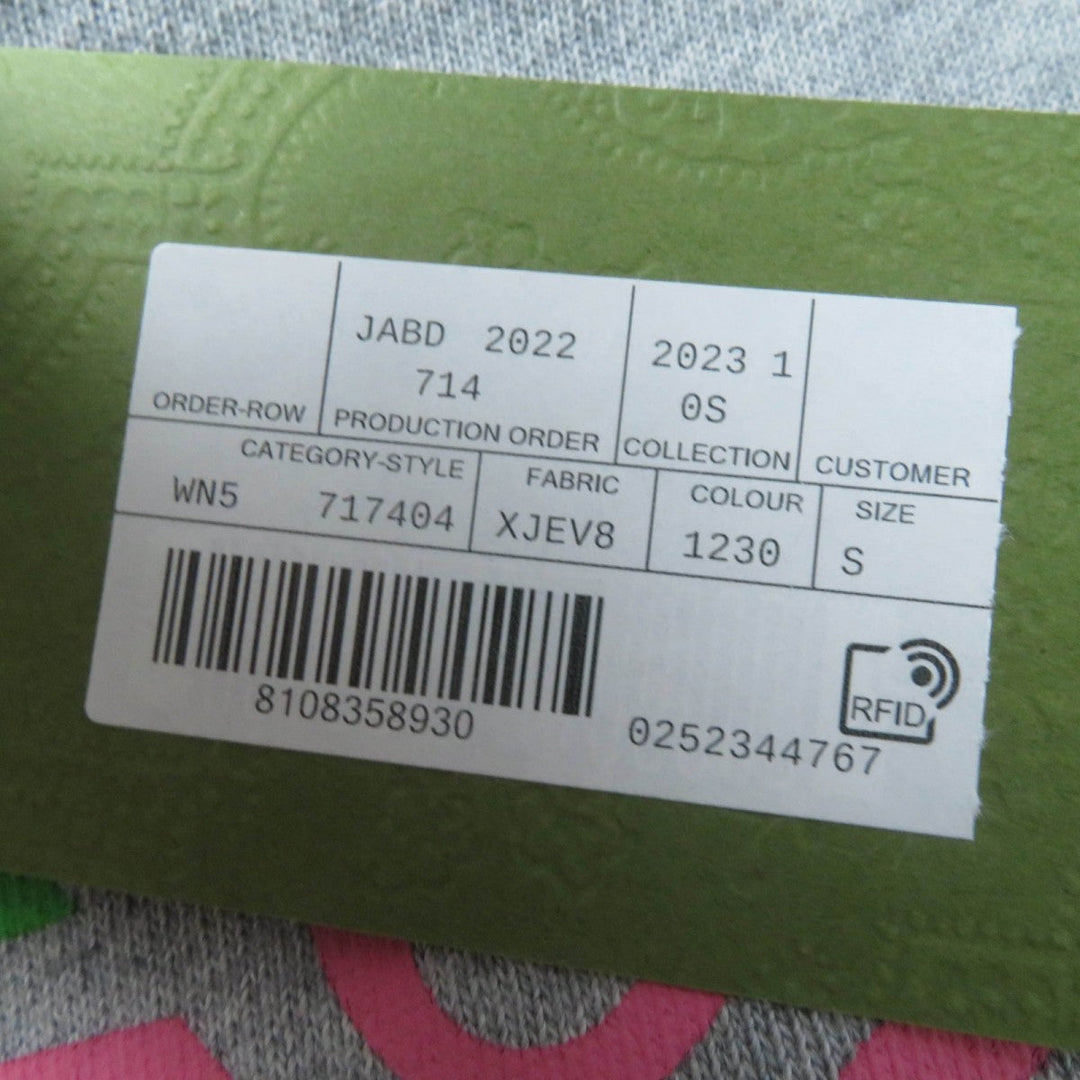 JABD 2022
714
2023 1
0S
ORDER-ROW
PRODUCTION ORDER
COLLECTION
CUSTOMER
CATEGORY-STYLE
FABRIC
COLOUR
SIZE
WN5 717404
XJEV8
1230
S
8108358930
0252344767
RFID